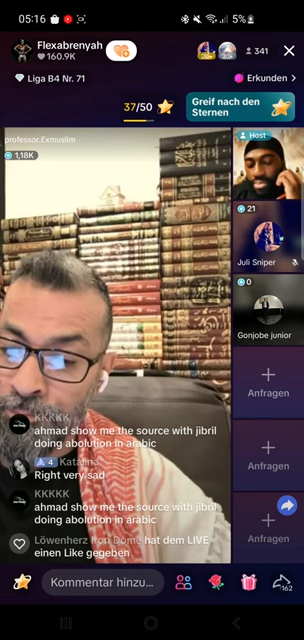 05:16
5%
Flexabrenyah
160.9K
341
Liga B4 Nr. 71
Erkunden >
37/50
Greif nach den
Sternen
professor.Exmuslim
1,18K
Host
21
Juli Sniper
0
Gonjobe junior
Anfragen
Anfragen
Anfragen
KKKKK
ahmad show me the source with jibril
doing abolution in arabic
4 Katalina
Right very sad
KKKKK
ahmad show me the source with jibril
doing abolution in arabic
Löwenherz Iron Dome hat dem LIVE
einen Like gegeben
Kommentar hinzu...
162